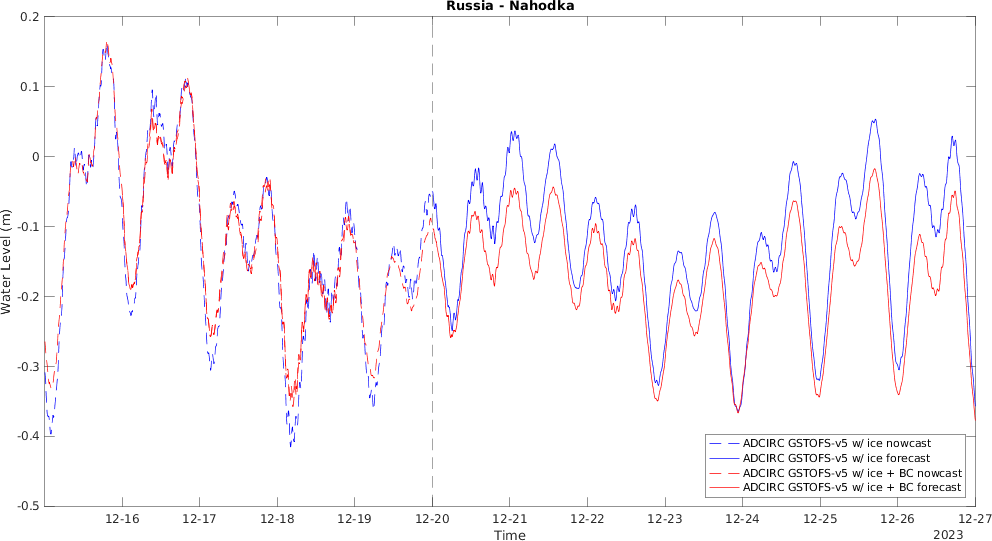 Russia - Nahodka
0.2
0.1
0
-0.1
-0.2
-0.3
-0.4
-0.5
Water Level (m)
ADCIRC GSTOFS-v5 w/ ice nowcast
ADCIRC GSTOFS-v5 w/ ice forecast
ADCIRC GSTOFS-v5 w/ ice + BC nowcast
ADCIRC GSTOFS-v5 w/ ice + BC forecast
12-16 12-17 12-18 12-19 12-20 12-21 12-22 12-23 12-24 12-25 12-26 12-27
Time
2023